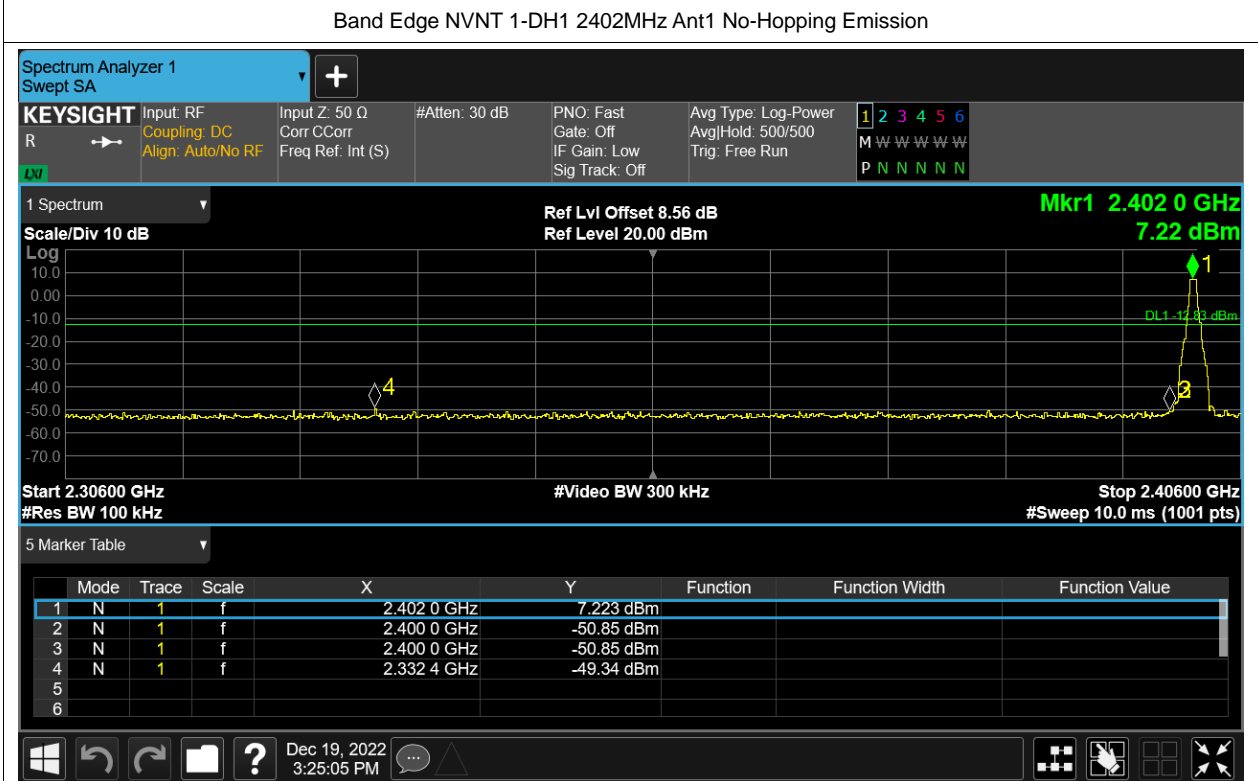 Band Edge NVNT 1-DH1 2402MHz Ant1 No-Hopping Emission
Spectrum Analyzer 1
Swept SA
+
KEYSIGHT
R
LXI
Input: RF
Coupling: DC
Align: Auto/No RF
Input Z: 50 Ω
Corr CCorr
Freq Ref: Int (S)
#Atten: 30 dB
PNO: Fast
Gate: Off
IF Gain: Low
Sig Track: Off
Avg Type: Log-Power
Avg|Hold: 500/500
Trig: Free Run
1 2 3 4 5 6
M W W W W W
P N N N N N
1 Spectrum
Scale/Div 10 dB
Ref Lvl Offset 8.56 dB
Ref Level 20.00 dBm
Mkr1 2.402 0 GHz
7.22 dBm
Log
10.0
0.00
-10.0
-20.0
-30.0
-40.0
-50.0
-60.0
-70.0
1
DL1 -12.83 dBm
4
Start 2.30600 GHz
#Video BW 300 kHz
Stop 2.40600 GHz
#Res BW 100 kHz
#Sweep 10.0 ms (1001 pts)
5 Marker Table
Mode Trace Scale X Y Function Function Width Function Value
1 N 1 f 2.402 0 GHz 7.223 dBm
2 N 1 f 2.400 0 GHz -50.85 dBm
3 N 1 f 2.400 0 GHz -50.85 dBm
4 N 1 f 2.332 4 GHz -49.34 dBm
5
6
?
Dec 19, 2022
3:25:05 PM